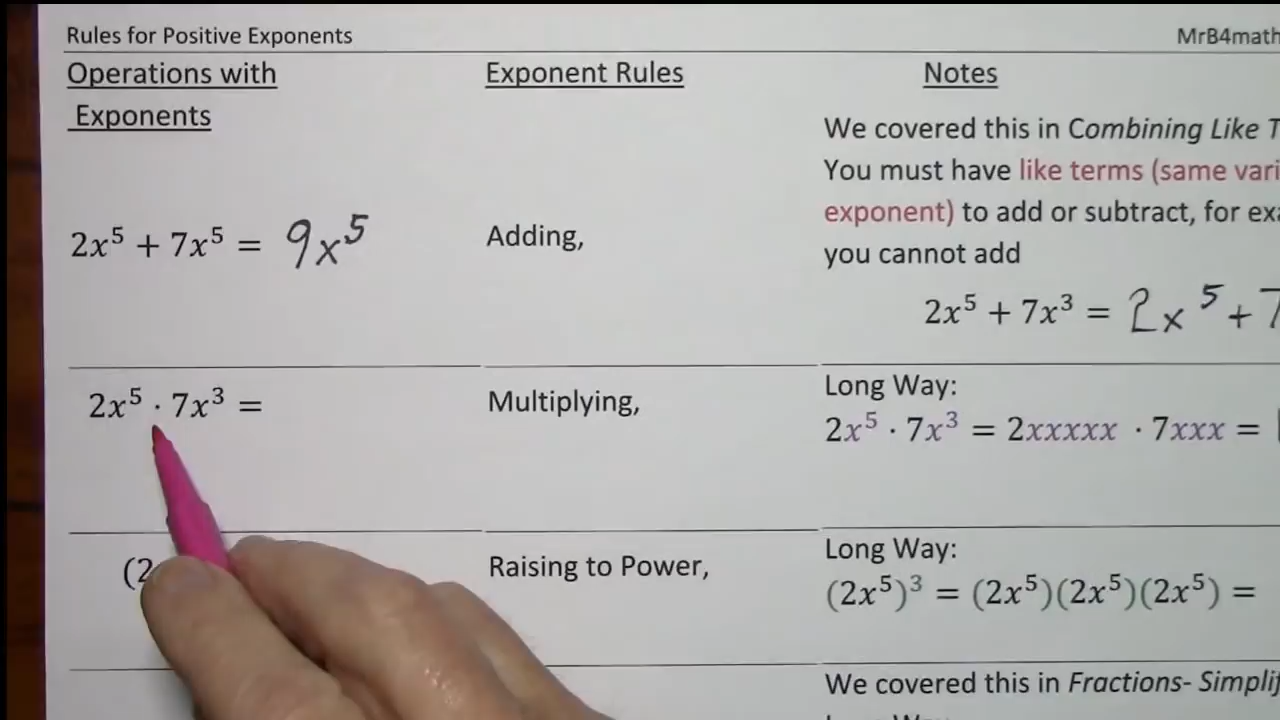 Rules for Positive Exponents MrB4math
Operations with Exponents Exponent Rules Notes
We covered this in Combining Like
You must have like terms (same
exponent) to add or subtract, for
you cannot add
2x⁵ + 7x⁵ = 9x⁵ Adding,
2x⁵ + 7x³ = 2x⁵ + 7
2x⁵ · 7x³ = Multiplying,
Long Way:
2x⁵ · 7x³ = 2xxxxx · 7xxx =
(2 Raising to Power,
Long Way:
(2x⁵)³ = (2x⁵)(2x⁵)(2x⁵) =
We covered this in Fractions-